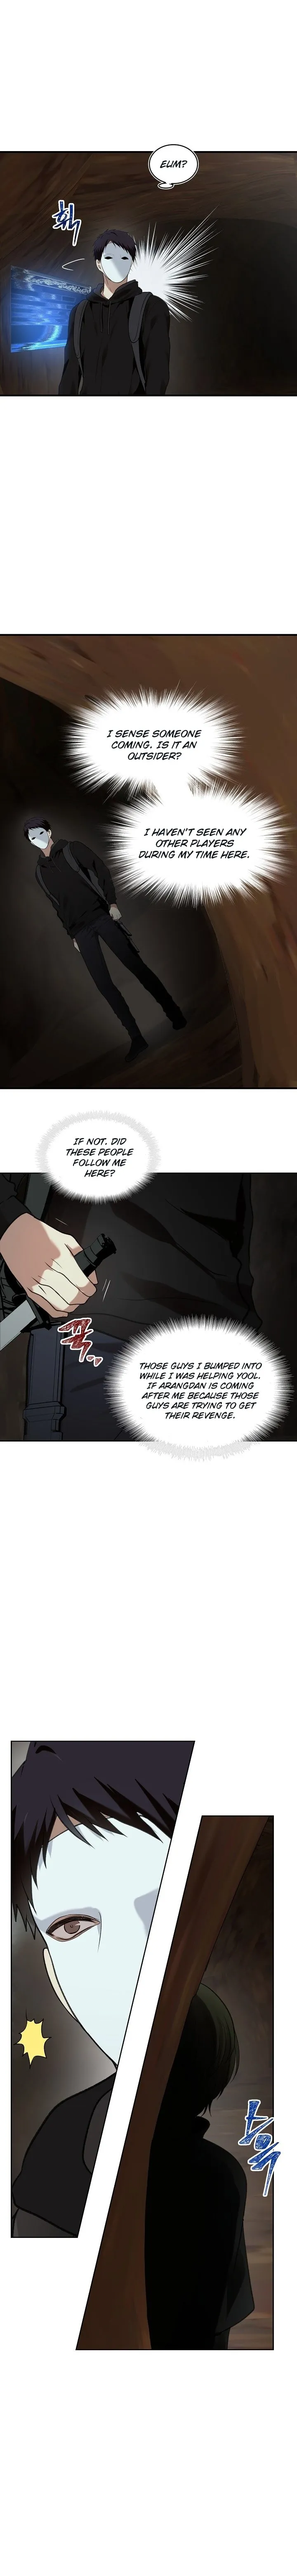 EUM?
휙
I SENSE SOMEONE
COMING. IS IT AN
OUTSIDER?
I HAVEN'T SEEN ANY
OTHER PLAYERS
DURING MY TIME HERE.
IF NOT. DID
THESE PEOPLE
FOLLOW ME
HERE?
THOSE GUYS I BUMPED INTO
WHILE I WAS HELPING YOOL.
IF ARANGDAN IS COMING
AFTER ME BECAUSE THOSE
GUYS ARE TRYING TO GET
THEIR REVENGE.